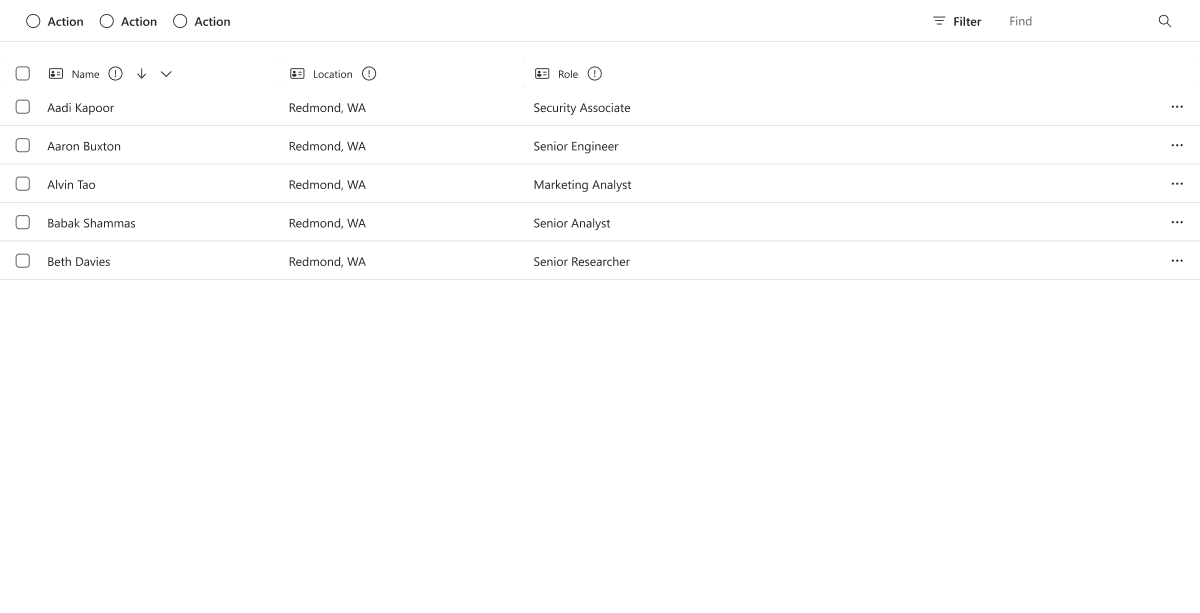 Action Action Action Filter Find
Name Location Role
Aadi Kapoor Redmond, WA Security Associate
Aaron Buxton Redmond, WA Senior Engineer
Alvin Tao Redmond, WA Marketing Analyst
Babak Shammas Redmond, WA Senior Analyst
Beth Davies Redmond, WA Senior Researcher